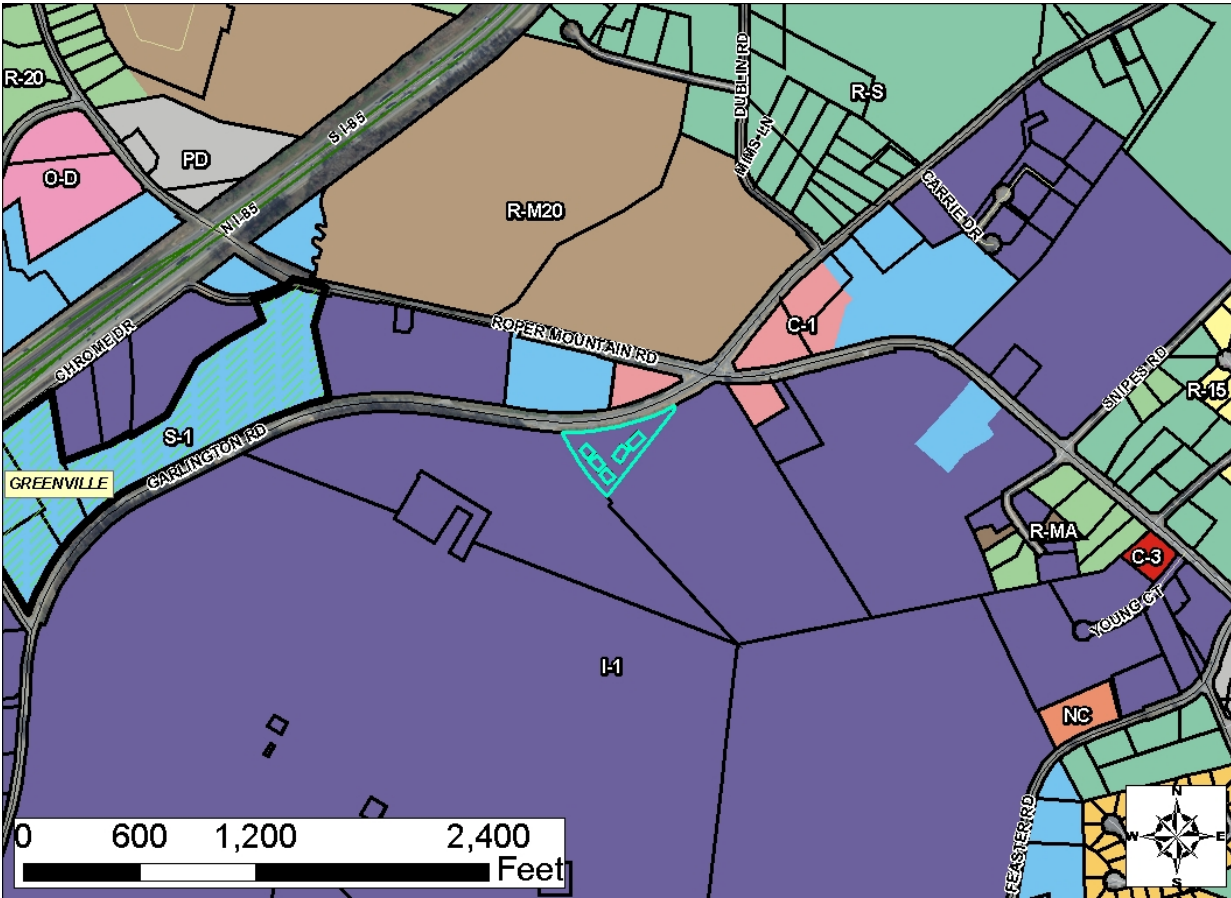 R-20
DUBLIN RD
R-S
S I-85
MIMS LN
PD
O-D
CARRIE DR
R-M20
N I-85
ROPER MOUNTAIN RD
C-1
CHROME DR
SNIPES RD
R-15
S-1
GARLINGTON RD
GREENVILLE
R-MA
C-3
YOUNG CT
I-1
NC
FEASTER RD
N
W E
S
0 600 1,200 2,400
Feet